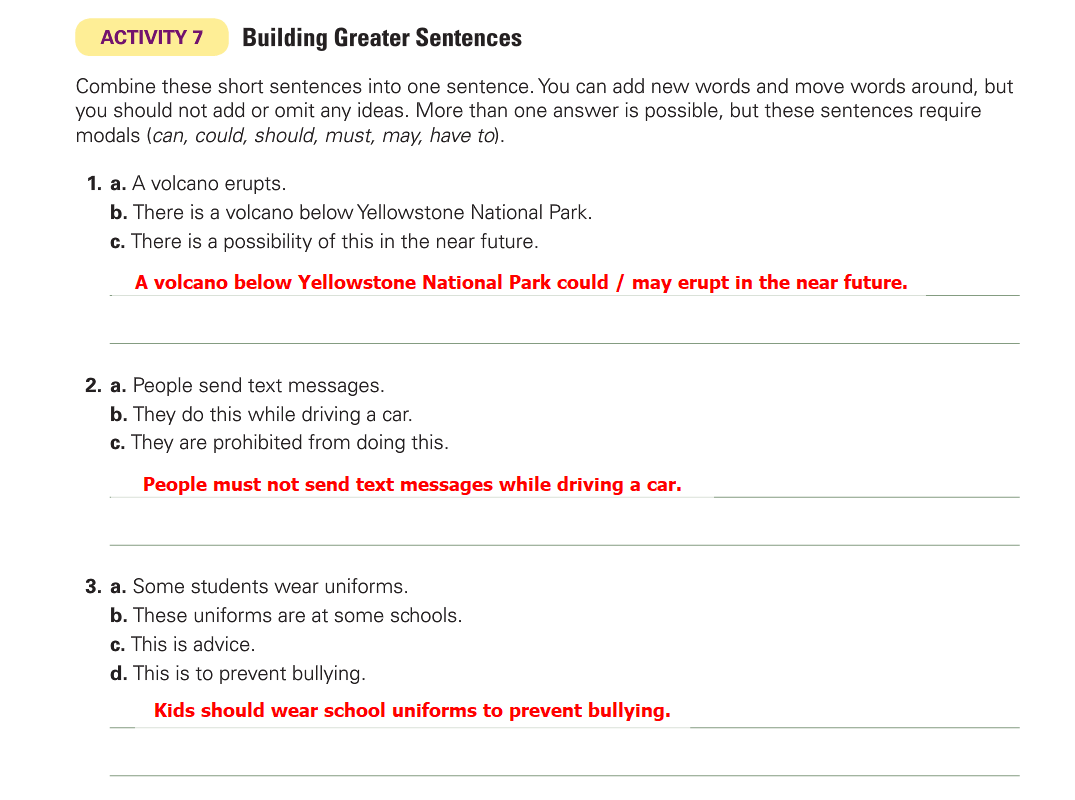 ACTIVITY 7 Building Greater Sentences
Combine these short sentences into one sentence. You can add new words and move words around, but
you should not add or omit any ideas. More than one answer is possible, but these sentences require
modals (can, could, should, must, may, have to).
1. a. A volcano erupts.
b. There is a volcano below Yellowstone National Park.
c. There is a possibility of this in the near future.
A volcano below Yellowstone National Park could / may erupt in the near future.
2. a. People send text messages.
b. They do this while driving a car.
c. They are prohibited from doing this.
People must not send text messages while driving a car.
3. a. Some students wear uniforms.
b. These uniforms are at some schools.
c. This is advice.
d. This is to prevent bullying.
Kids should wear school uniforms to prevent bullying.